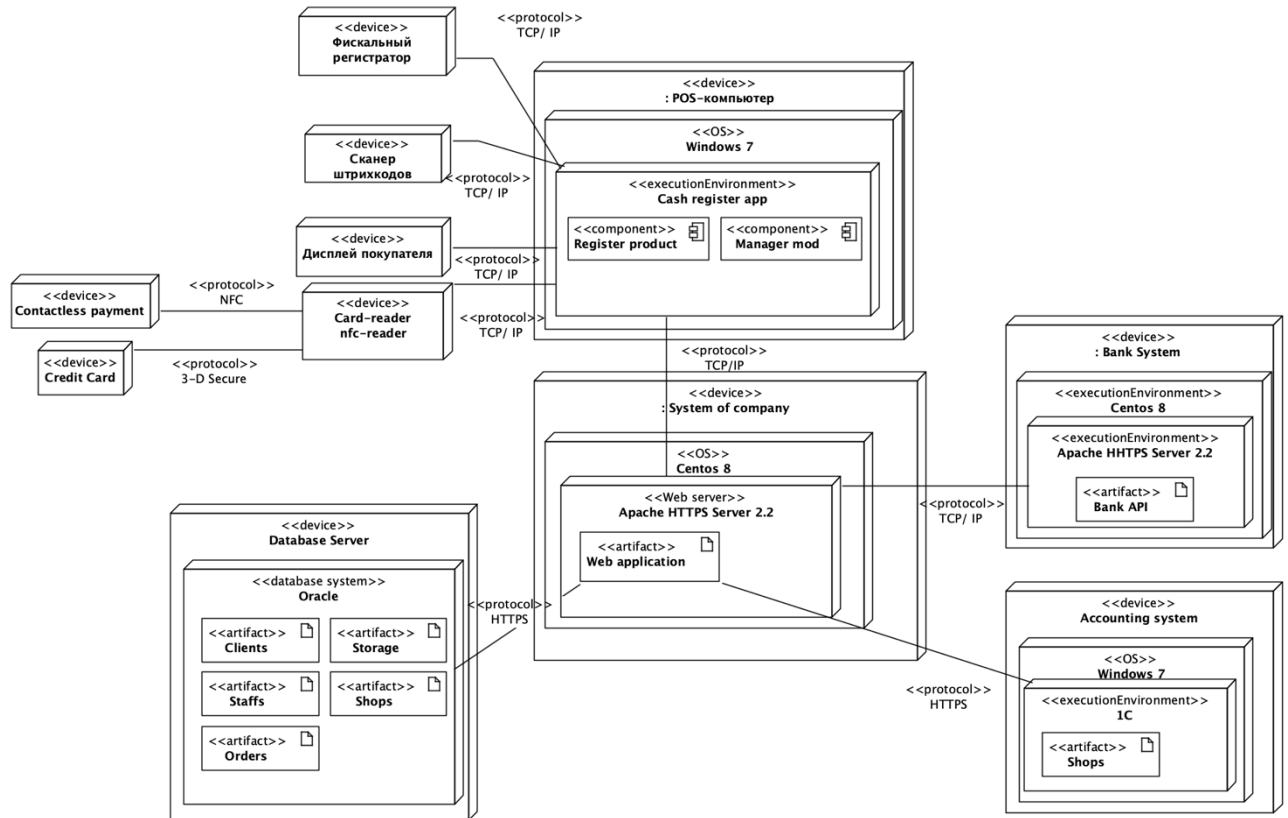 <<device>>
Фискальный
регистратор
<<protocol>>
TCP/ IP
<<device>>
: POS-компьютер
<<OS>>
Windows 7
<<device>>
Сканер
штрихкодов
<<protocol>>
TCP/ IP
<<executionEnvironment>>
Cash register app
<<component>>
Register product
<<component>>
Manager mod
<<device>>
Дисплей покупателя
<<protocol>>
TCP/ IP
<<device>>
Contactless payment
<<protocol>>
NFC
<<device>>
Card-reader
nfc-reader
<<protocol>>
TCP/ IP
<<device>>
Credit Card
<<protocol>>
3-D Secure
<<protocol>>
TCP/IP
<<device>>
: Bank System
<<executionEnvironment>>
Centos 8
<<executionEnvironment>>
Apache HHTPS Server 2.2
<<artifact>>
Bank API
<<device>>
: System of company
<<OS>>
Centos 8
<<Web server>>
Apache HTTPS Server 2.2
<<artifact>>
Web application
<<protocol>>
TCP/ IP
<<device>>
Database Server
<<database system>>
Oracle
<<artifact>>
Clients
<<artifact>>
Storage
<<artifact>>
Staffs
<<artifact>>
Shops
<<artifact>>
Orders
<<protocol>>
HTTPS
<<protocol>>
HTTPS
<<device>>
Accounting system
<<OS>>
Windows 7
<<executionEnvironment>>
1C
<<artifact>>
Shops